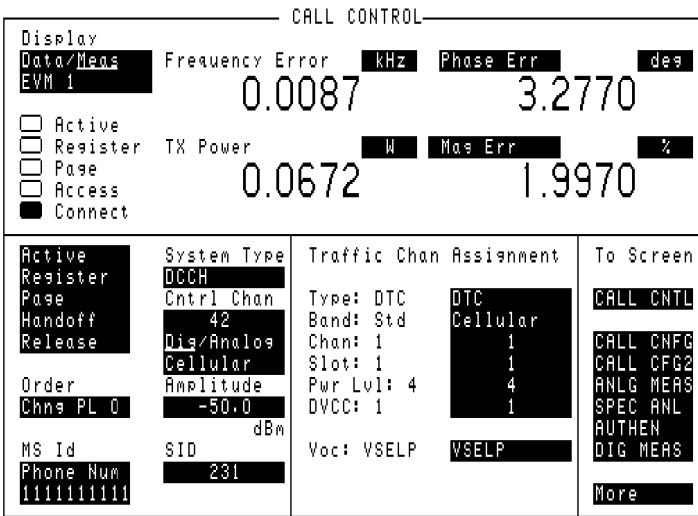 CALL CONTROL
Display
Data/Meas Frequency Error kHz Phase Err deg
EVM 1
0.0087 3.2770
Active
Register TX Power W Mag Err %
Page
Access 0.0672 1.9970
Connect
Active
Register
Page
Handoff
Release
Order
Chng PL 0
MS Id
Phone Num
1111111111
System Type
DCCH
Cntrl Chan
42
Dig/Analog
Cellular
Amplitude
-50.0
dBm
SID
231
Traffic Chan Assignment
Type: DTC DTC
Band: Std Cellular
Chan: 1 1
Slot: 1 1
Pwr Lvl: 4 4
DVCC: 1 1
Voc: VSELP VSELP
To Screen
CALL CNTL
CALL CNFG
CALL CFG2
ANLG MEAS
SPEC ANL
AUTHEN
DIG MEAS
More